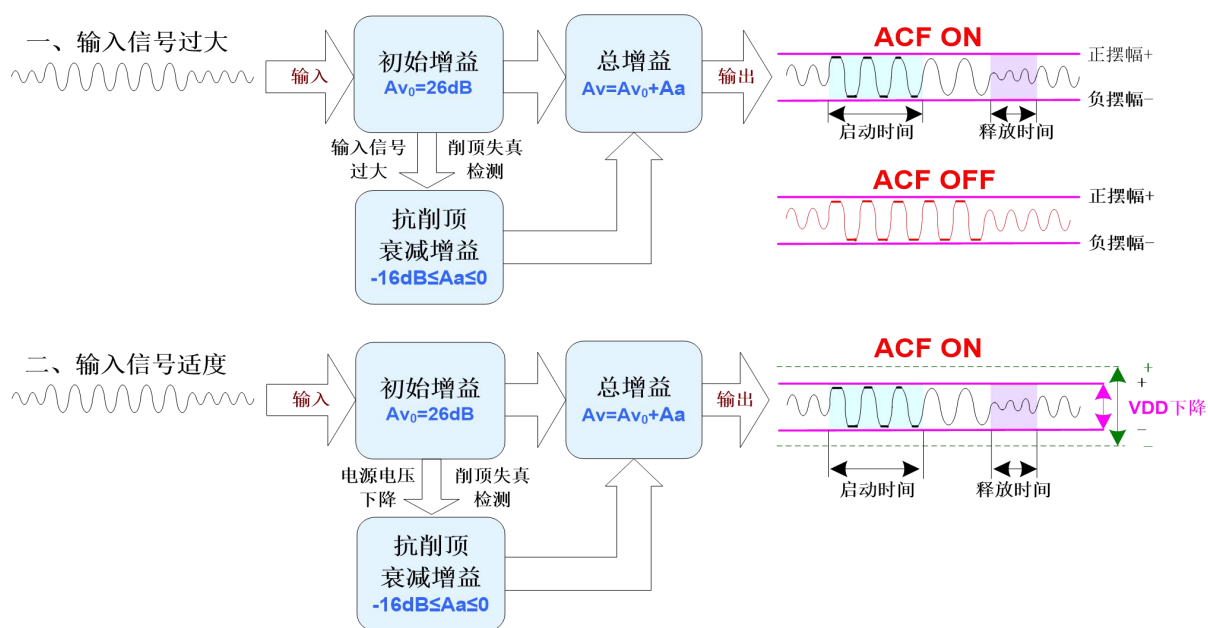 一、输入信号过大
输入
初始增益
Av₀=26dB
总增益
Av=Av₀+Aa
输出
ACF ON
正摆幅+
负摆幅−
启动时间
释放时间
输入信号
过大
削顶失真
检测
抗削顶
衰减增益
-16dB≤Aa≤0
ACF OFF
正摆幅+
负摆幅−
二、输入信号适度
输入
初始增益
Av₀=26dB
总增益
Av=Av₀+Aa
输出
ACF ON
+
+
VDD下降
−
−
启动时间
释放时间
电源电压
下降
削顶失真
检测
抗削顶
衰减增益
-16dB≤Aa≤0